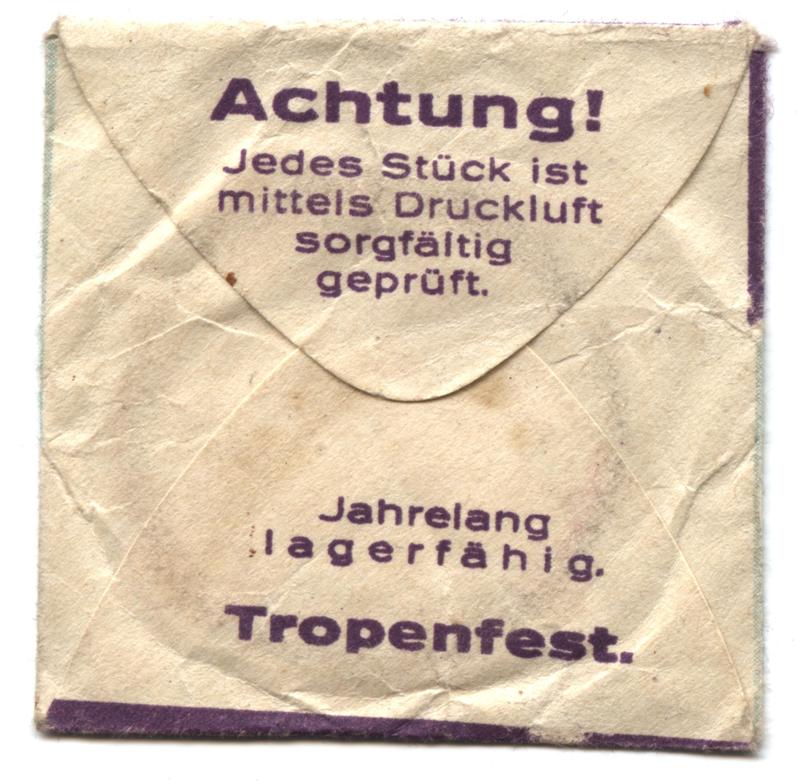 Achtung!
Jedes Stück ist
mittels Druckluft
sorgfältig
geprüft.
Jahrelang
lagerfähig.
Tropenfest.